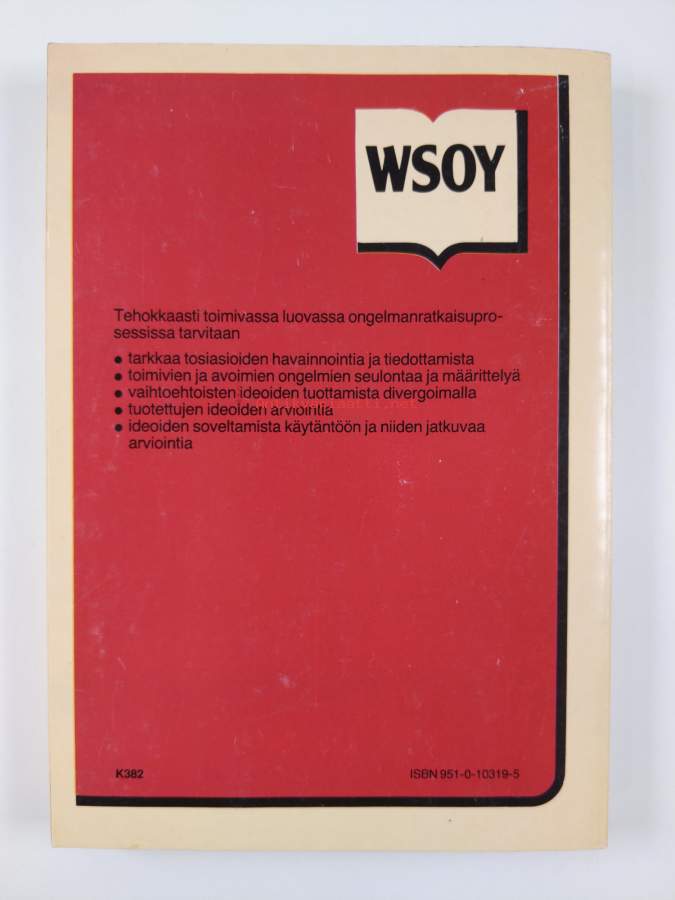 WSOY
Tehokkaasti toimivassa luovassa ongelmanratkaisupro-
sessissa tarvitaan
• tarkkaa tosiasioiden havainnointia ja tiedottamista
• toimivien ja avoimien ongelmien seulontaa ja määrittelyä
• vaihtoehtoisten ideoiden tuottamista divergoimalla
• tuotettujen ideoiden arviointia
• ideoiden soveltamista käytäntöön ja niiden jatkuvaa
arviointia
K382
ISBN 951-0-10319-5